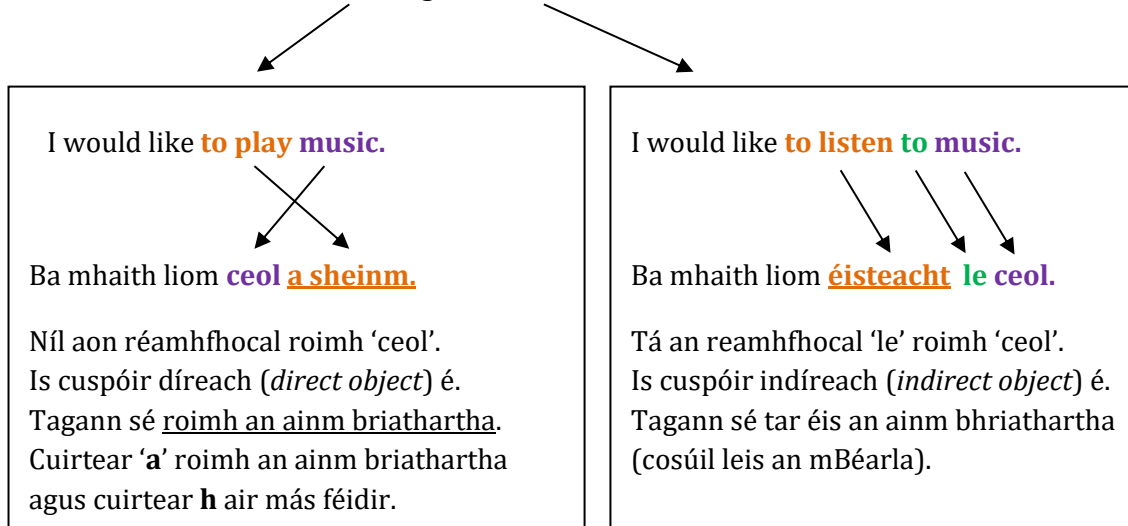 I would like to play music.
Ba mhaith liom ceol a sheinm.
Níl aon réamhfhocal roimh ‘ceol’.
Is cuspóir díreach (direct object) é.
Tagann sé roimh an ainm briathartha.
Cuirtear ‘a’ roimh an ainm briathartha
agus cuirtear h air más féidir.
I would like to listen to music.
Ba mhaith liom éisteacht le ceol.
Tá an reamhfhocal ‘le’ roimh ‘ceol’.
Is cuspóir indíreach (indirect object) é.
Tagann sé tar éis an ainm bhriathartha
(cosúil leis an mBéarla).